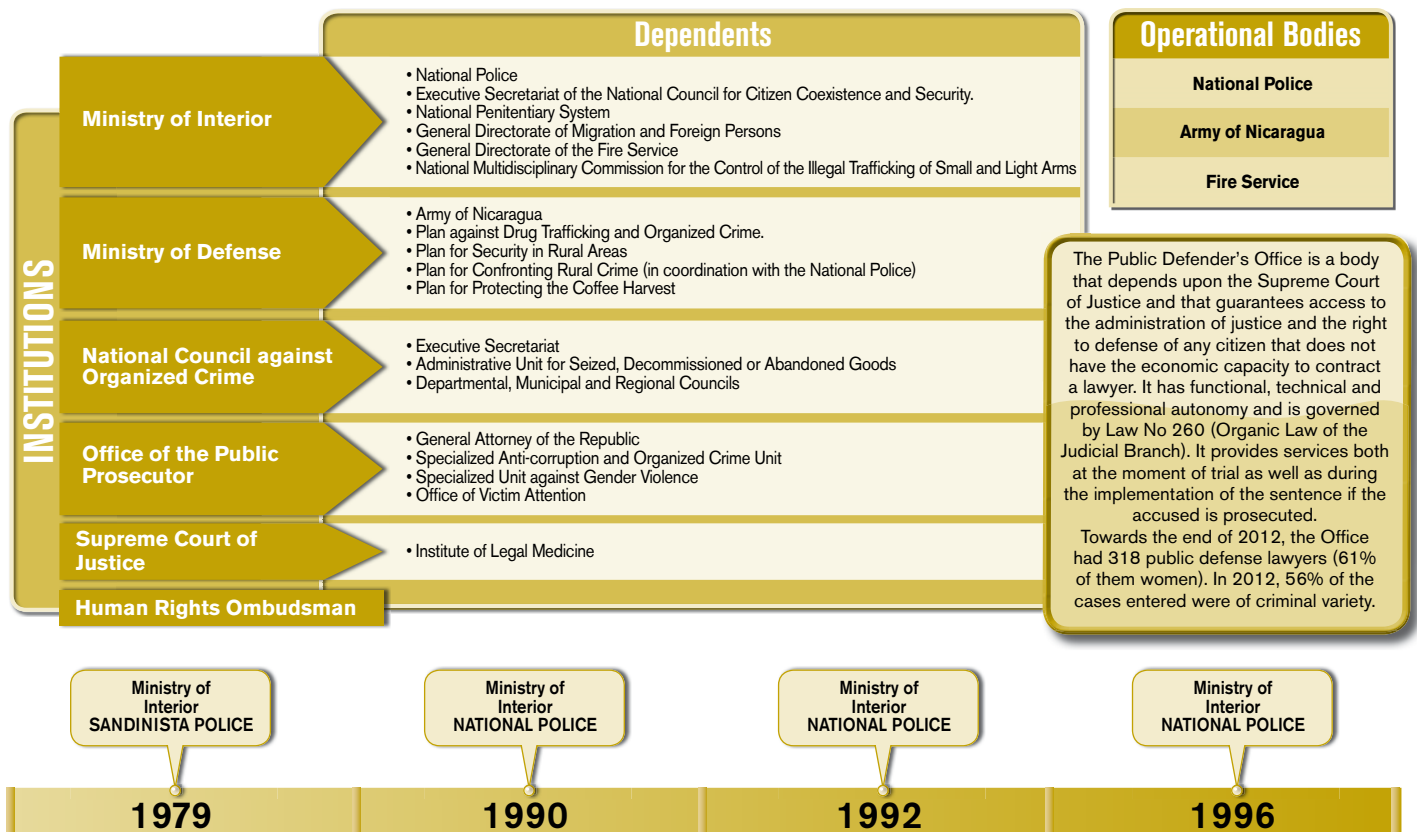 Dependents
INSTITUTIONS
Ministry of Interior
• National Police
• Executive Secretariat of the National Council for Citizen Coexistence and Security.
• National Penitentiary System
• General Directorate of Migration and Foreign Persons
• General Directorate of the Fire Service
• National Multidisciplinary Commission for the Control of the Illegal Trafficking of Small and Light Arms
Ministry of Defense
• Army of Nicaragua
• Plan against Drug Trafficking and Organized Crime.
• Plan for Security in Rural Areas
• Plan for Confronting Rural Crime (in coordination with the National Police)
• Plan for Protecting the Coffee Harvest
National Council against
Organized Crime
• Executive Secretariat
• Administrative Unit for Seized, Decommissioned or Abandoned Goods
• Departmental, Municipal and Regional Councils
Office of the Public
Prosecutor
• General Attorney of the Republic
• Specialized Anti-corruption and Organized Crime Unit
• Specialized Unit against Gender Violence
• Office of Victim Attention
Supreme Court of
Justice
• Institute of Legal Medicine
Human Rights Ombudsman
Operational Bodies
National Police
Army of Nicaragua
Fire Service
The Public Defender's Office is a body
that depends upon the Supreme Court
of Justice and that guarantees access to
the administration of justice and the right
to defense of any citizen that does not
have the economic capacity to contract
a lawyer. It has functional, technical and
professional autonomy and is governed
by Law No 260 (Organic Law of the
Judicial Branch). It provides services both
at the moment of trial as well as during
the implementation of the sentence if the
accused is prosecuted.
Towards the end of 2012, the Office
had 318 public defense lawyers (61%
of them women). In 2012, 56% of the
cases entered were of criminal variety.
Ministry of
Interior
SANDINISTA POLICE
1979
Ministry of
Interior
NATIONAL POLICE
1990
Ministry of
Interior
NATIONAL POLICE
1992
Ministry of
Interior
NATIONAL POLICE
1996